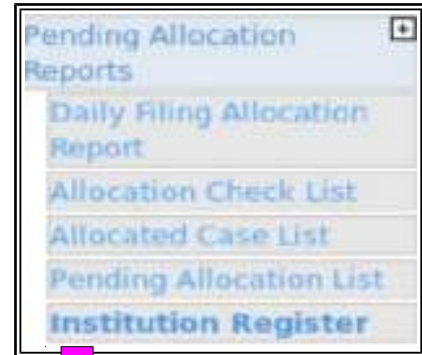 Pending Allocation
Reports
Daily Filing Allocation
Report
Allocation Check List
Allocated Case List
Pending Allocation List
Institution Register